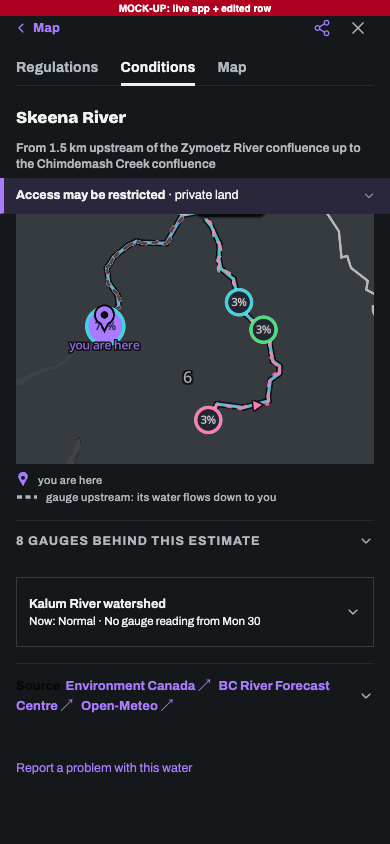 MOCK-UP: live app + edited row
Map
Regulations Conditions Map
Skeena River
From 1.5 km upstream of the Zymoetz River confluence up to
the Chimdemash Creek confluence
Access may be restricted · private land
3%
3%
you are here
6
3%
you are here
gauge upstream: its water flows down to you
8 GAUGES BEHIND THIS ESTIMATE
Kalum River watershed
Now: Normal · No gauge reading from Mon 30
Source Environment Canada ↗ BC River Forecast
Centre ↗ Open-Meteo ↗
Report a problem with this water